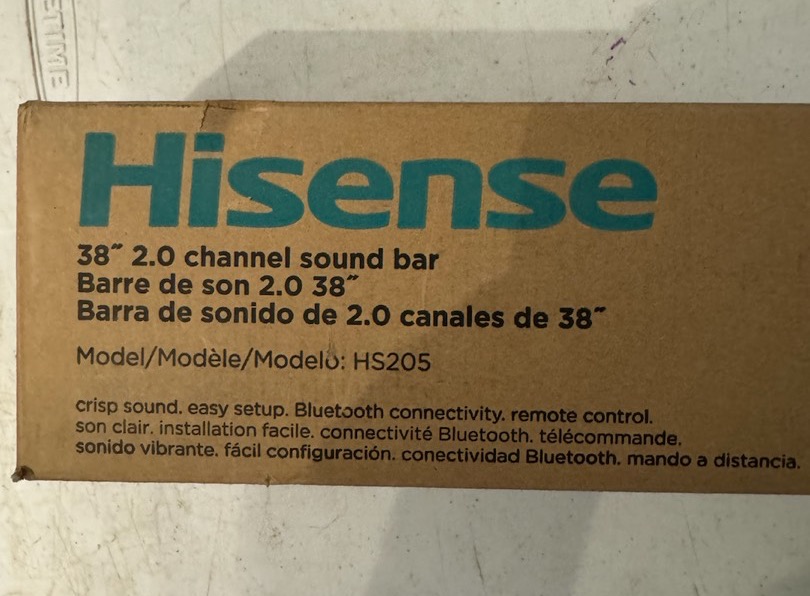 ETIME
Hisense
38˝ 2.0 channel sound bar
Barre de son 2.0 38˝
Barra de sonido de 2.0 canales de 38˝
Model/Modèle/Modelo: HS205
crisp sound. easy setup. Bluetooth connectivity. remote control.
son clair. installation facile. connectivité Bluetooth. télécommande.
sonido vibrante. fácil configuración. conectividad Bluetooth. mando a distancia.